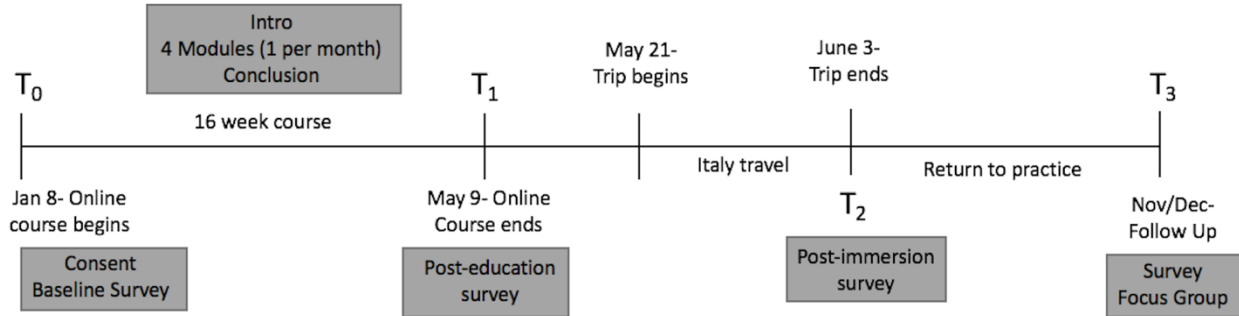 Intro
4 Modules (1 per month)
Conclusion
T₀
16 week course
T₁
May 21-
Trip begins
June 3-
Trip ends
T₃
Italy travel
Return to practice
Jan 8- Online
course begins
Consent
Baseline Survey
May 9- Online
Course ends
Post-education
survey
T₂
Post-immersion
survey
Nov/Dec-
Follow Up
Survey
Focus Group